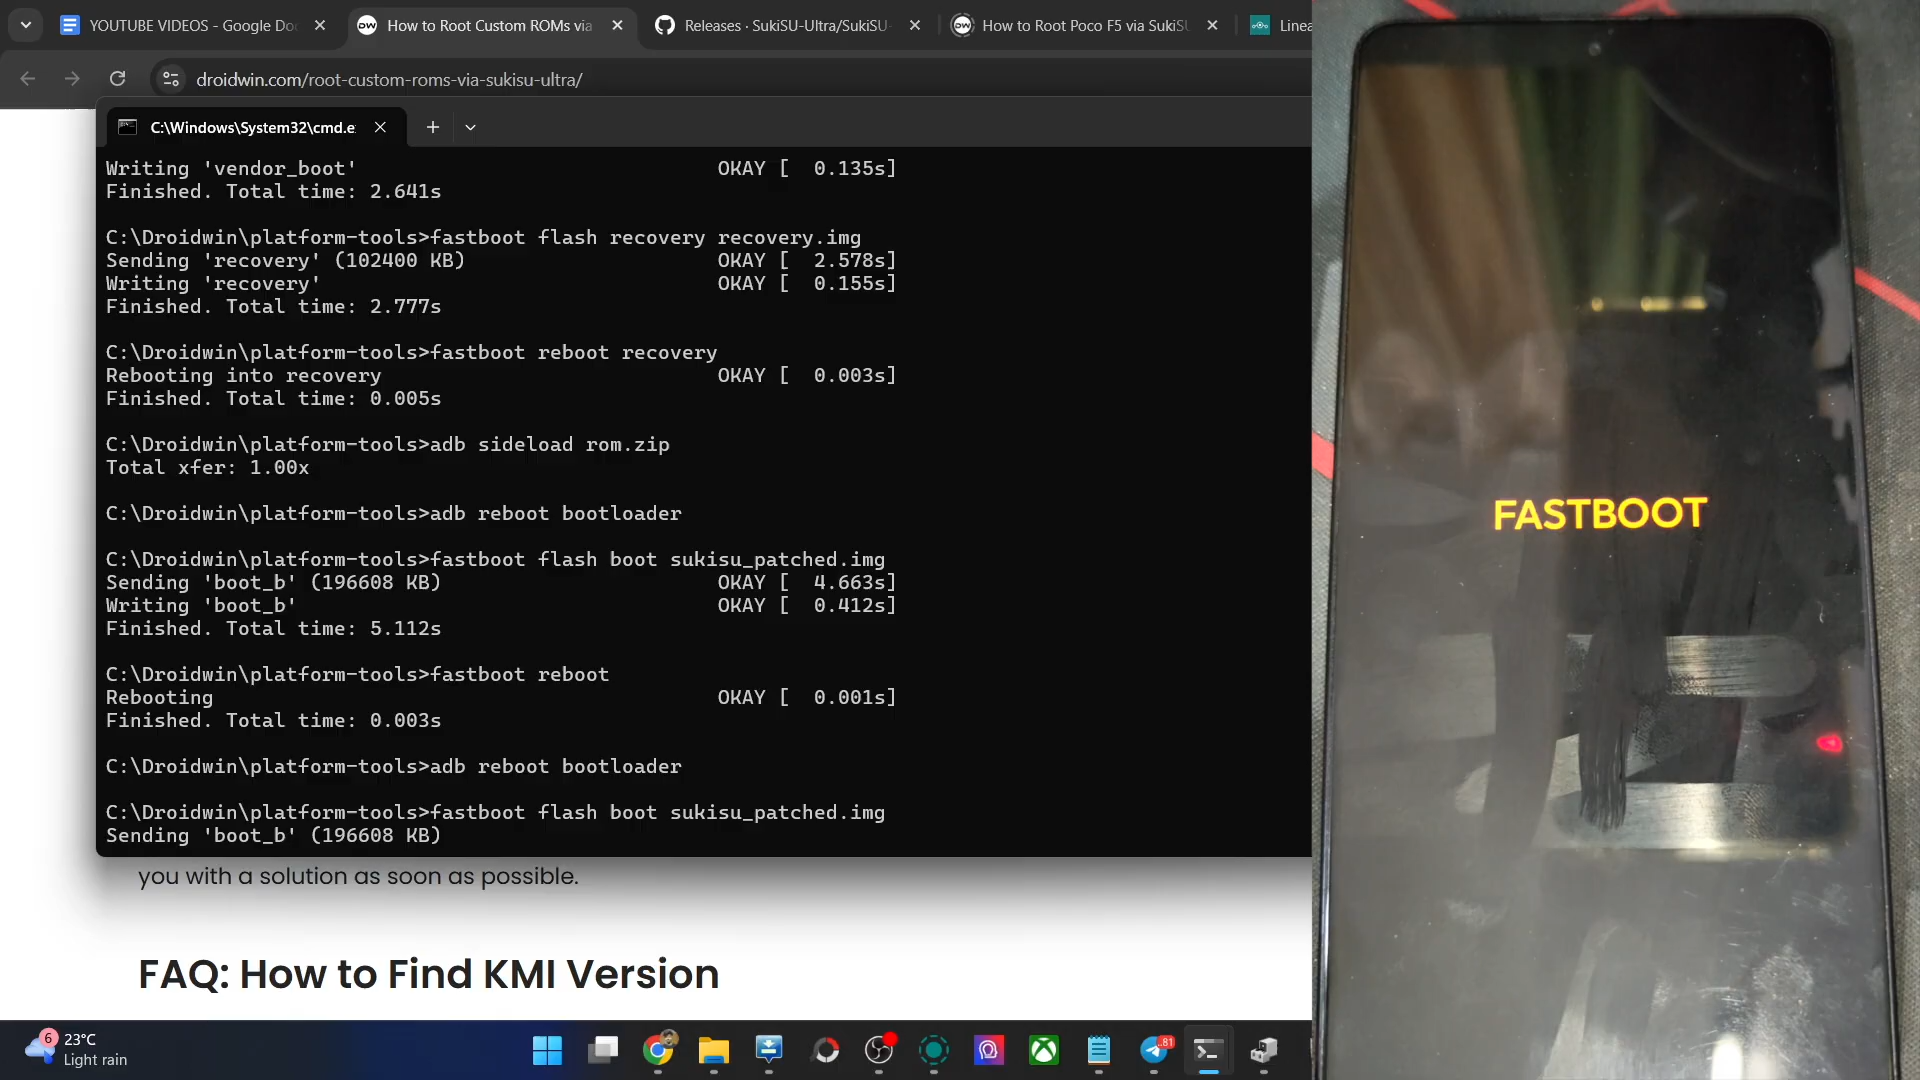 YOUTUBE VIDEOS - Google Do
How to Root Custom ROMs via
Releases · SukiSU-Ultra/SukiSU-
How to Root Poco F5 via SukiSU
Linea
droidwin.com/root-custom-roms-via-sukisu-ultra/
C:\Windows\System32\cmd.e
Writing 'vendor_boot' OKAY [ 0.135s]
Finished. Total time: 2.641s
C:\Droidwin\platform-tools>fastboot flash recovery recovery.img
Sending 'recovery' (102400 KB) OKAY [ 2.578s]
Writing 'recovery' OKAY [ 0.155s]
Finished. Total time: 2.777s
C:\Droidwin\platform-tools>fastboot reboot recovery
Rebooting into recovery OKAY [ 0.003s]
Finished. Total time: 0.005s
C:\Droidwin\platform-tools>adb sideload rom.zip
Total xfer: 1.00x
C:\Droidwin\platform-tools>adb reboot bootloader
C:\Droidwin\platform-tools>fastboot flash boot sukisu_patched.img
Sending 'boot_b' (196608 KB) OKAY [ 4.663s]
Writing 'boot_b' OKAY [ 0.412s]
Finished. Total time: 5.112s
C:\Droidwin\platform-tools>fastboot reboot
Rebooting OKAY [ 0.001s]
Finished. Total time: 0.003s
C:\Droidwin\platform-tools>adb reboot bootloader
C:\Droidwin\platform-tools>fastboot flash boot sukisu_patched.img
Sending 'boot_b' (196608 KB)
you with a solution as soon as possible.
FAQ: How to Find KMI Version
6
23°C
Light rain
81
FASTBOOT